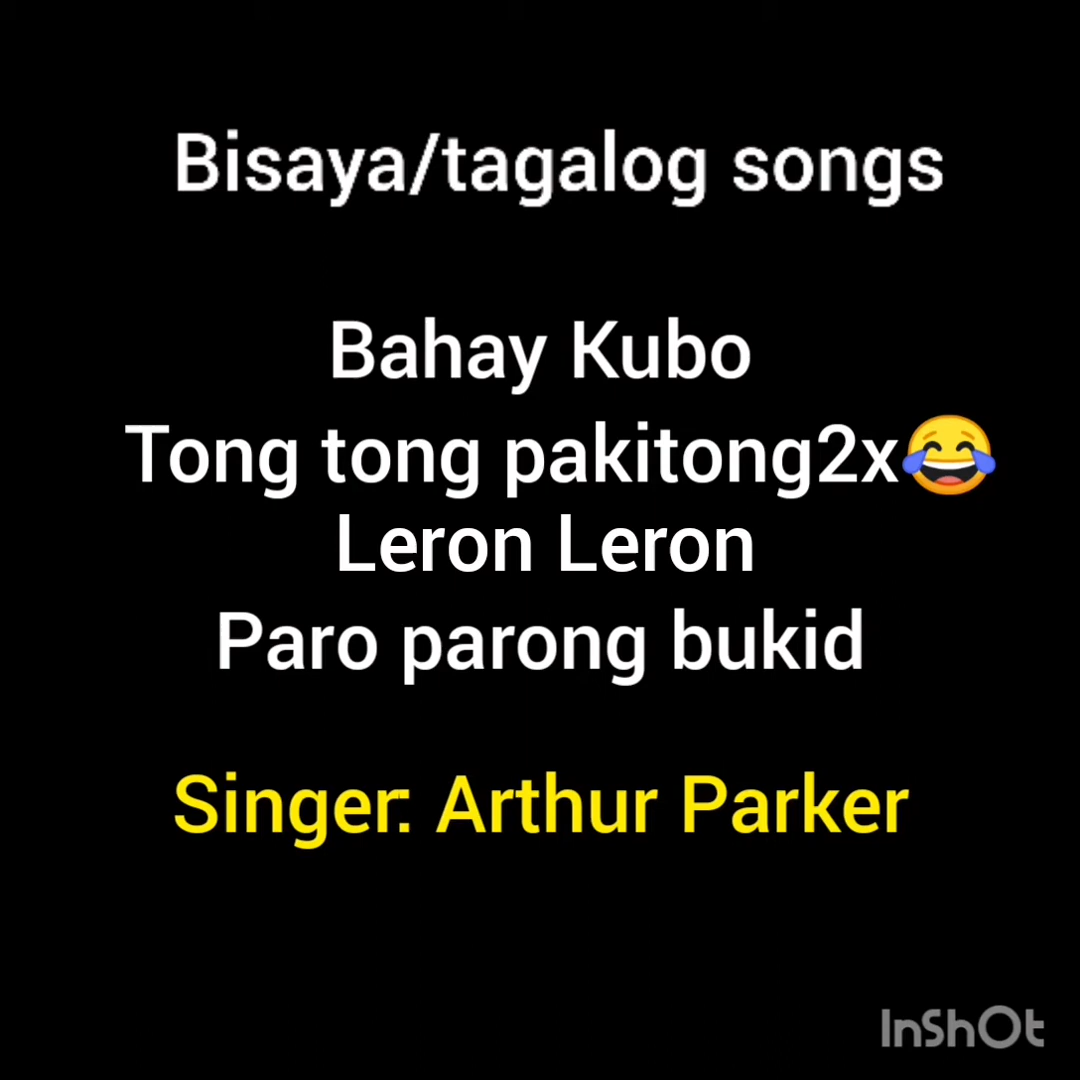 Bisaya/tagalog songs
Bahay Kubo
Tong tong pakitong2x😂
Leron Leron
Paro parong bukid
Singer: Arthur Parker
InShOt